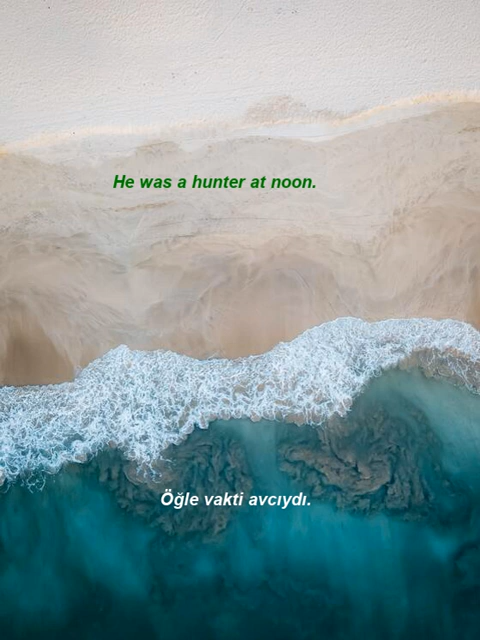 He was a hunter at noon.
Öğle vakti avcıydı.